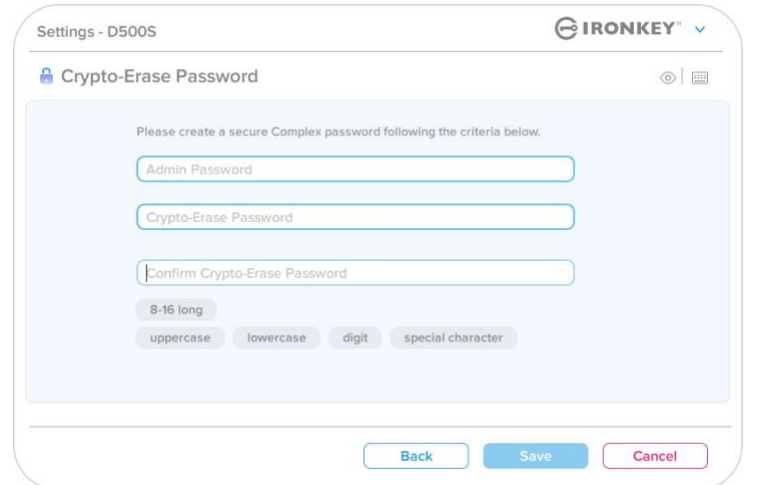 Settings - D500S
IRONKEY™
Crypto-Erase Password
Please create a secure Complex password following the criteria below.
Admin Password
Crypto-Erase Password
Confirm Crypto-Erase Password
8-16 long
uppercase lowercase digit special character
Back Save Cancel